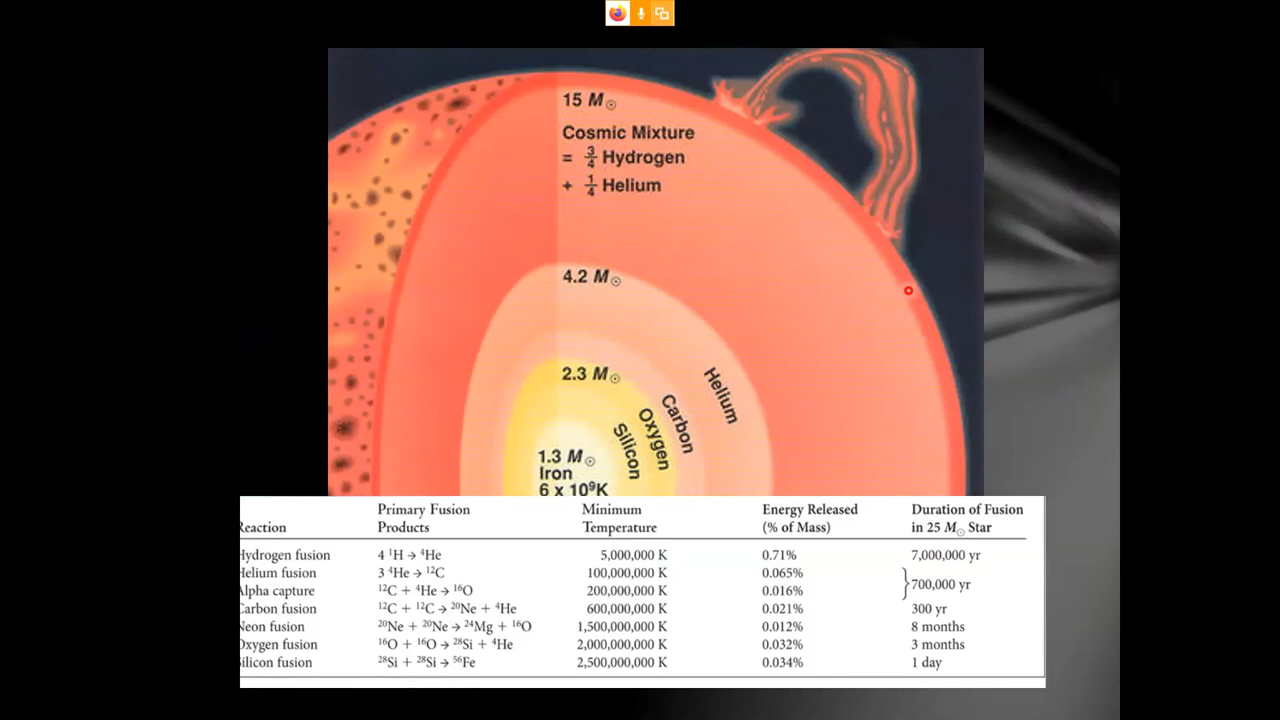 15 M☉
Cosmic Mixture
= 3/4 Hydrogen
+ 1/4 Helium
4.2 M☉
2.3 M☉
Helium
Carbon
Oxygen
Silicon
1.3 M☉
Iron
6 x 10⁹K
Primary Fusion Minimum Energy Released Duration of Fusion
Reaction Products Temperature (% of Mass) in 25 M☉ Star
Hydrogen fusion 4 ¹H → ⁴He 5,000,000 K 0.71% 7,000,000 yr
Helium fusion 3 ⁴He → ¹²C 100,000,000 K 0.065%
700,000 yr
Alpha capture ¹²C + ⁴He → ¹⁶O 200,000,000 K 0.016%
Carbon fusion ¹²C + ¹²C → ²⁰Ne + ⁴He 600,000,000 K 0.021% 300 yr
Neon fusion ²⁰Ne + ²⁰Ne → ²⁴Mg + ¹⁶O 1,500,000,000 K 0.012% 8 months
Oxygen fusion ¹⁶O + ¹⁶O → ²⁸Si + ⁴He 2,000,000,000 K 0.032% 3 months
Silicon fusion ²⁸Si + ²⁸Si → ⁵⁶Fe 2,500,000,000 K 0.034% 1 day